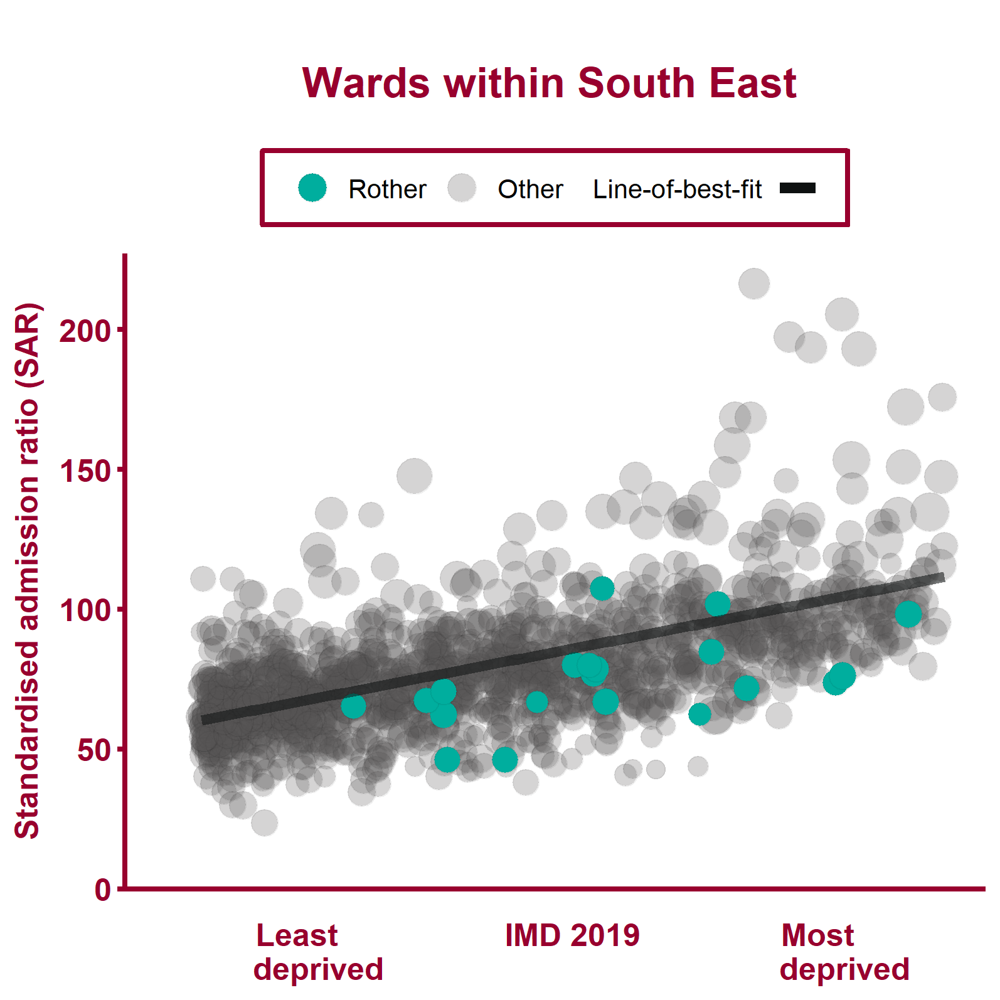 Wards within South East
Rother Other Line-of-best-fit
Standardised admission ratio (SAR)
200
150
100
50
0
Least deprived
IMD 2019
Most deprived